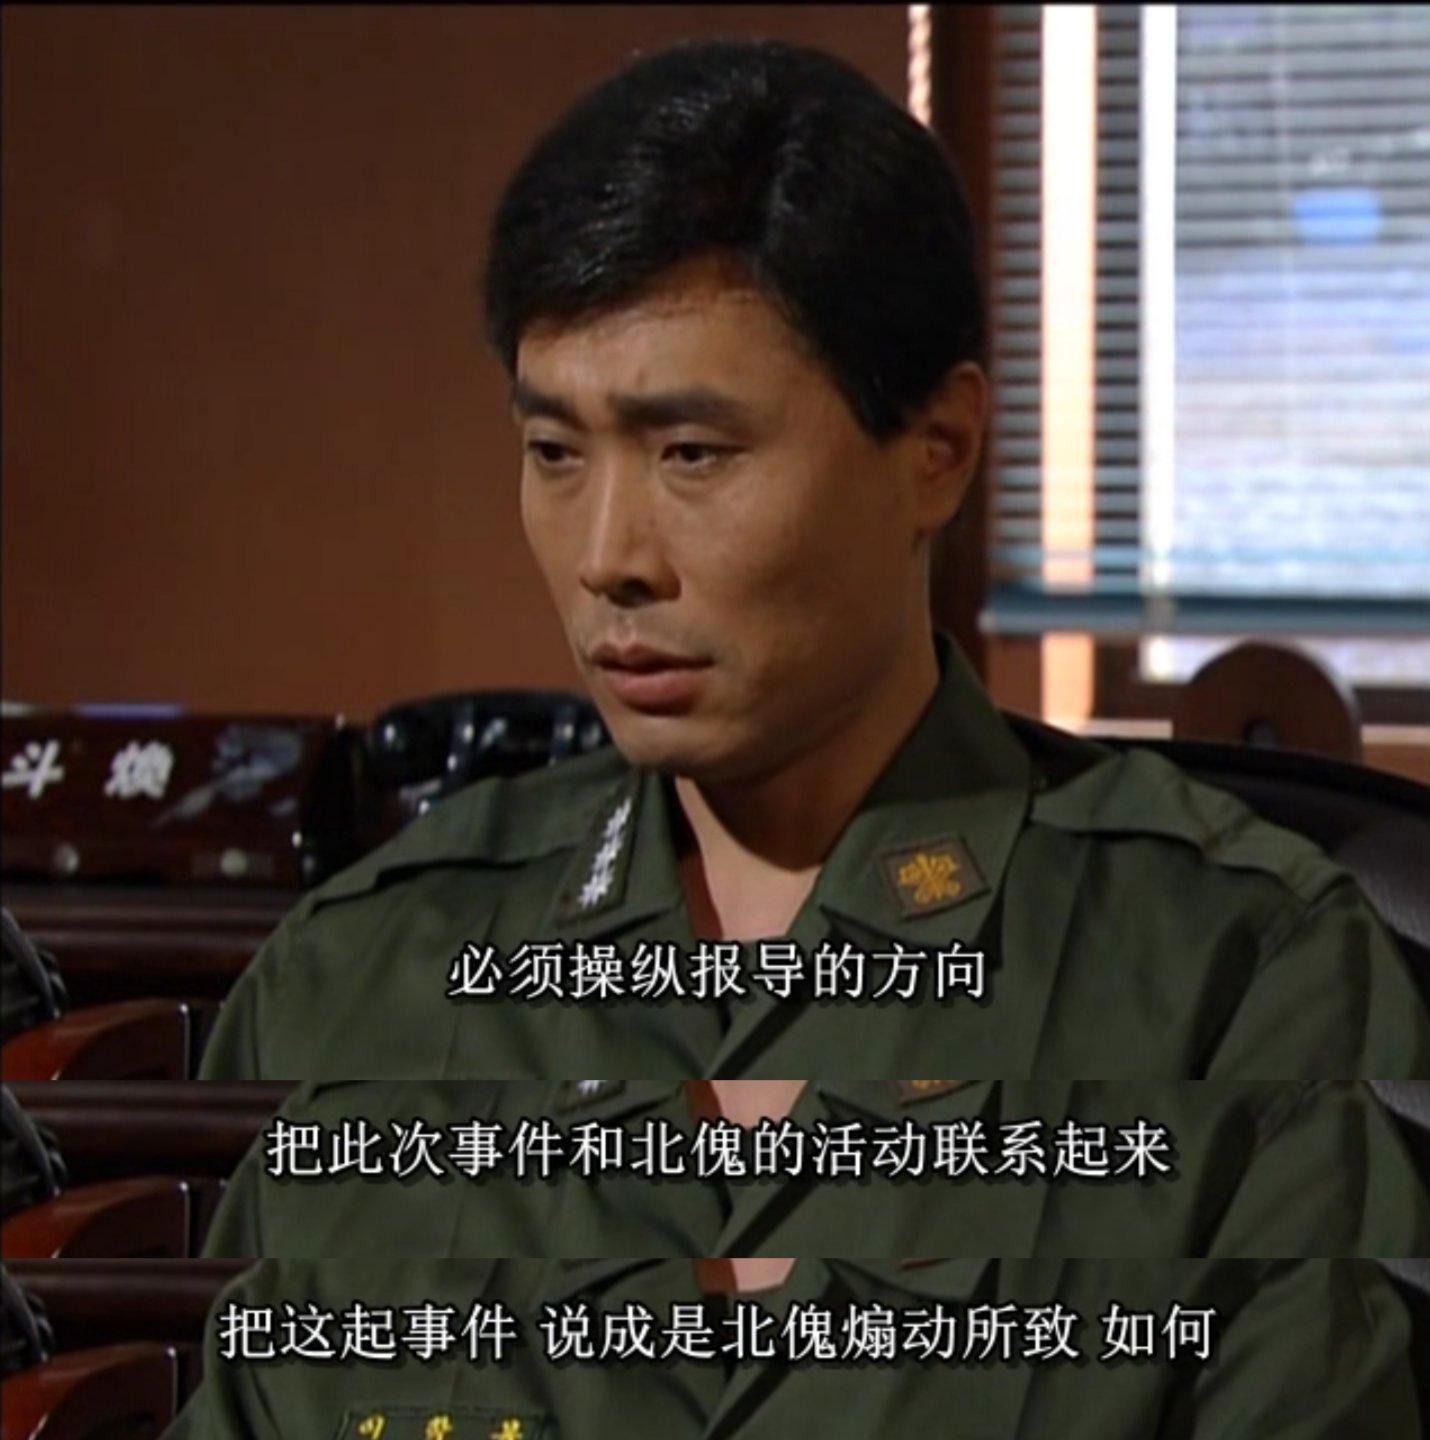 斗 焕
必须操纵报导的方向
把此次事件和北傀的活动联系起来
把这起事件 说成是北傀煽动所致 如何